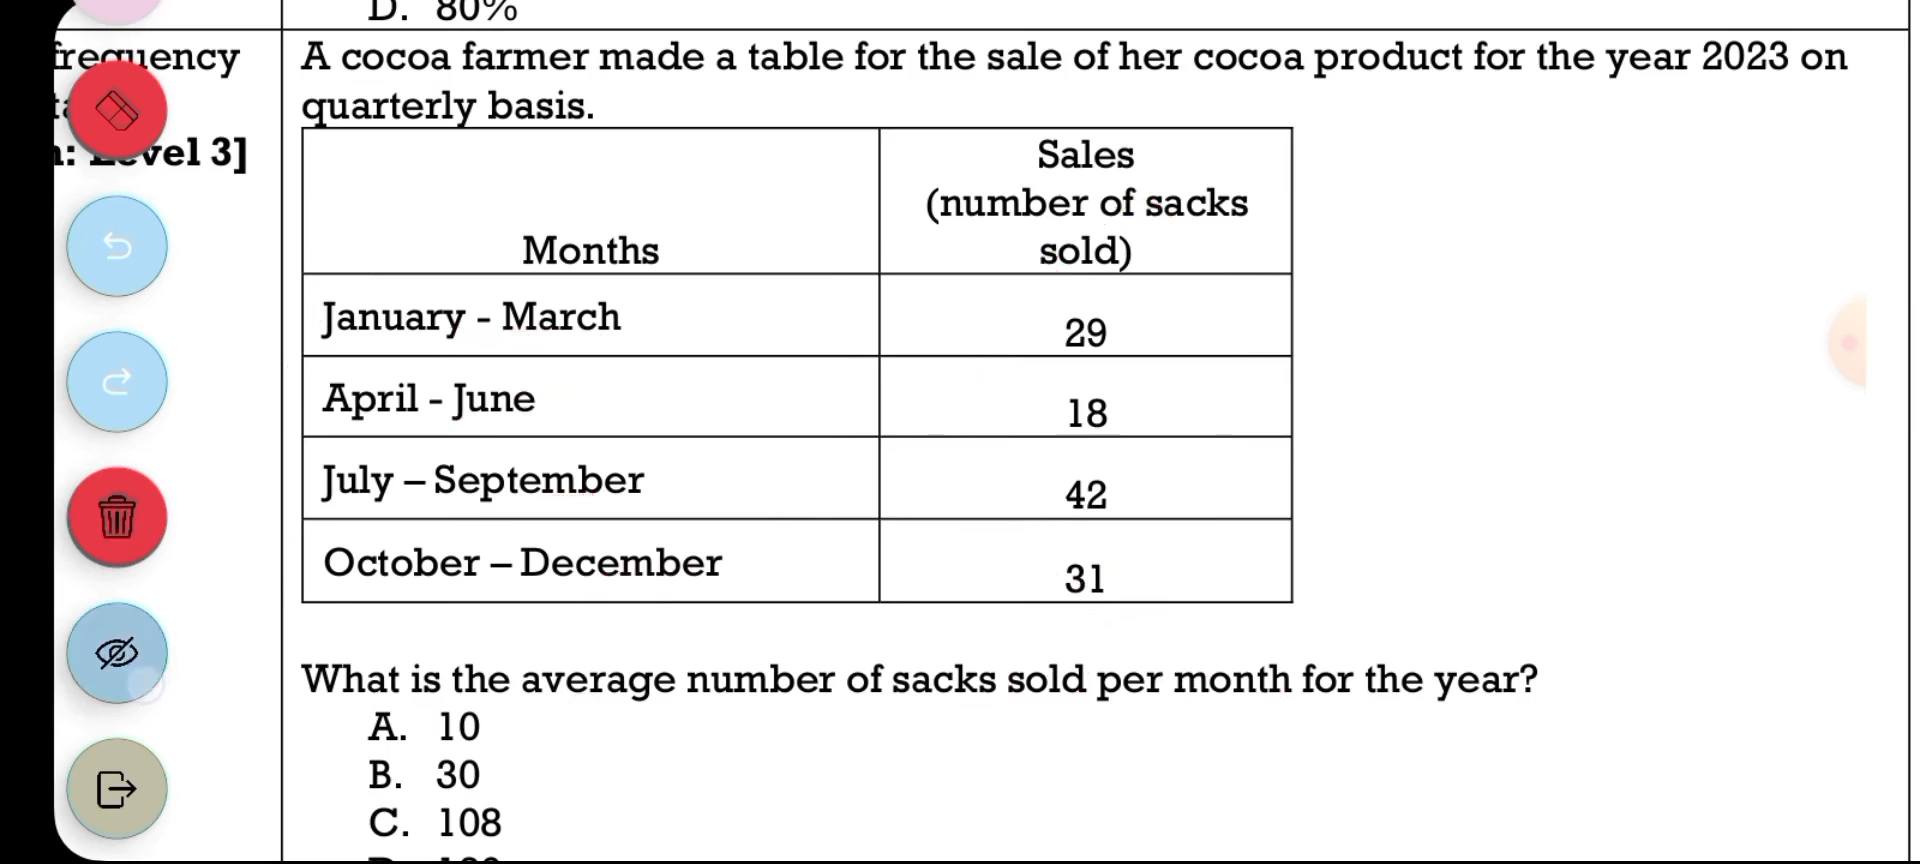 D. 80%
frequency
A cocoa farmer made a table for the sale of her cocoa product for the year 2023 on
quarterly basis.
3]
Months
Sales
(number of sacks
sold)
January - March
29
April - June
18
July – September
42
October – December
31
What is the average number of sacks sold per month for the year?
A. 10
B. 30
C. 108